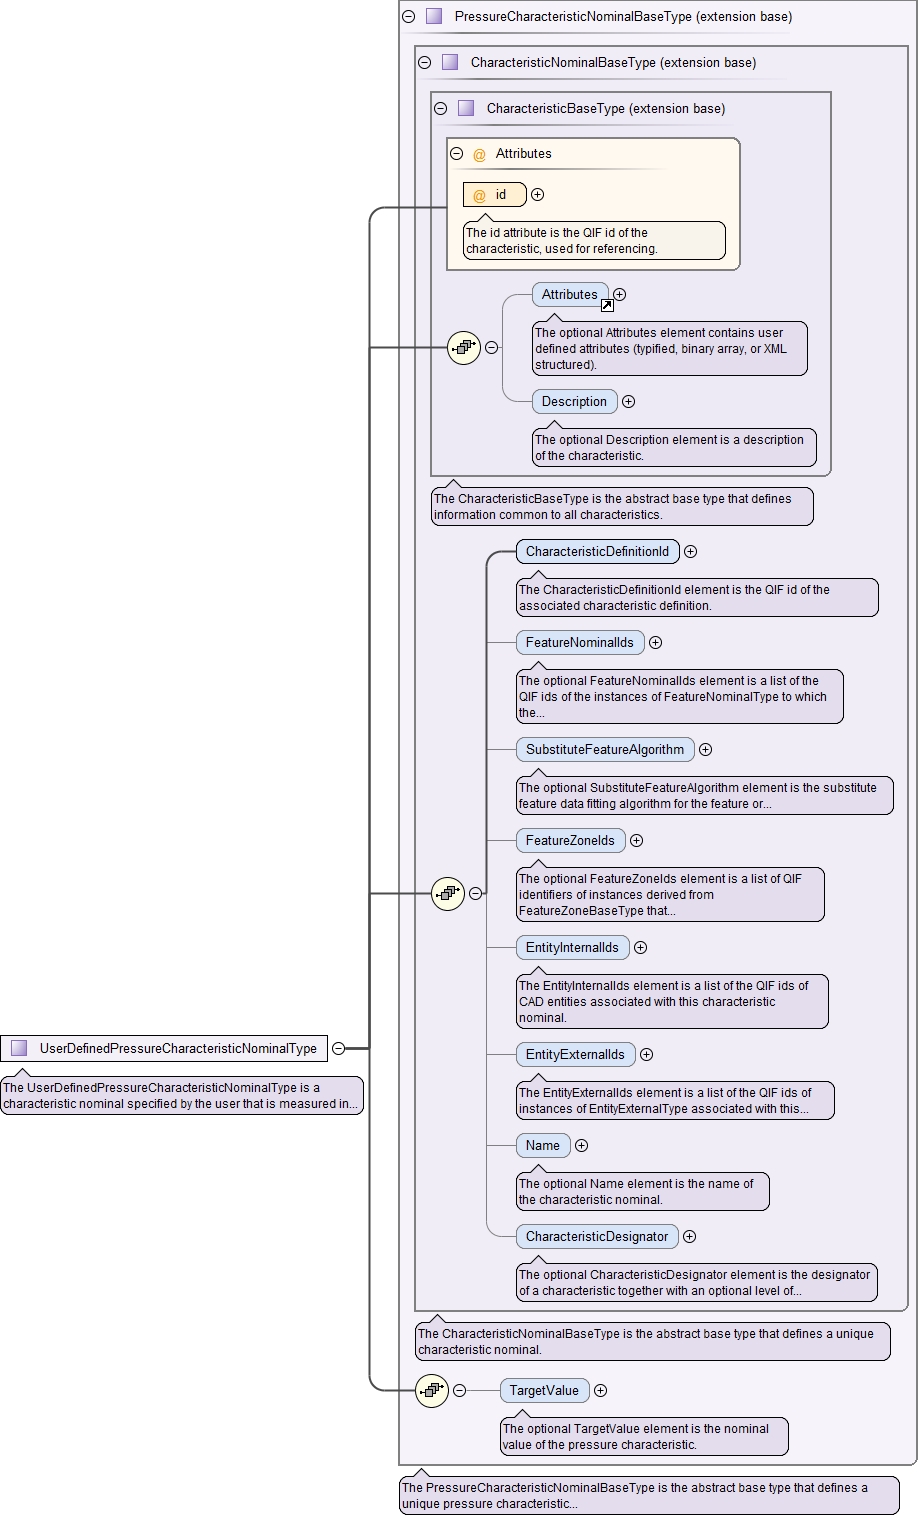 PressureCharacteristicNominalBaseType (extension base)
CharacteristicNominalBaseType (extension base)
CharacteristicBaseType (extension base)
@ Attributes
@ id
The id attribute is the QIF id of the
characteristic, used for referencing.
Attributes
The optional Attributes element contains user
defined attributes (typified, binary array, or XML
structured).
Description
The optional Description element is a description
of the characteristic.
The CharacteristicBaseType is the abstract base type that defines
information common to all characteristics.
CharacteristicDefinitionId
The CharacteristicDefinitionId element is the QIF id of the
associated characteristic definition.
FeatureNominalIds
The optional FeatureNominalIds element is a list of the
QIF ids of the instances of FeatureNominalType to which
the...
SubstituteFeatureAlgorithm
The optional SubstituteFeatureAlgorithm element is the substitute
feature data fitting algorithm for the feature or...
FeatureZoneIds
The optional FeatureZoneIds element is a list of QIF
identifiers of instances derived from
FeatureZoneBaseType that...
EntityInternalIds
The EntityInternalIds element is a list of the QIF ids of
CAD entities associated with this characteristic
nominal.
UserDefinedPressureCharacteristicNominalType
The UserDefinedPressureCharacteristicNominalType is a
characteristic nominal specified by the user that is measured in...
EntityExternalIds
The EntityExternalIds element is a list of the QIF ids of
instances of EntityExternalType associated with this...
Name
The optional Name element is the name of
the characteristic nominal.
CharacteristicDesignator
The optional CharacteristicDesignator element is the designator
of a characteristic together with an optional level of...
The CharacteristicNominalBaseType is the abstract base type that defines a unique
characteristic nominal.
TargetValue
The optional TargetValue element is the nominal
value of the pressure characteristic.
The PressureCharacteristicNominalBaseType is the abstract base type that defines a
unique pressure characteristic...